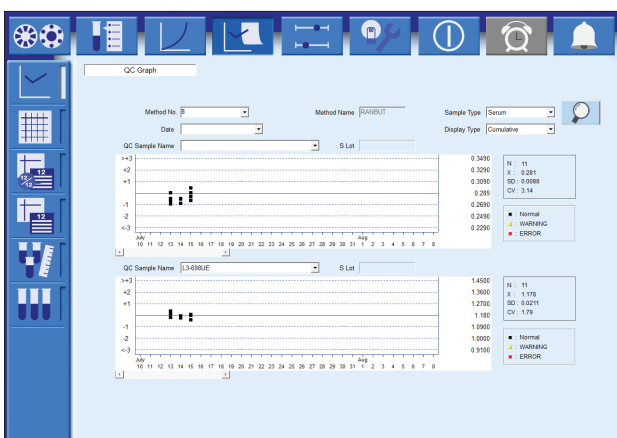 QC Graph
Method No. 8 Method Name RANBUT Sample Type Serum
Date Display Type Cumulative
QC Sample Name S Lot
>+3 0.3490
+2 0.3290
+1 0.3090
0.289
-1 0.2690
-2 0.2490
<-3 0.2290
July Aug
10 11 12 13 14 15 16 17 18 19 20 21 22 23 24 25 26 27 28 29 30 31 1 2 3 4 5 6 7 8
N : 11
X : 0.281
SD : 0.0088
CV : 3.14
: Normal
: WARNING
: ERROR
QC Sample Name L3-698UE S Lot
>+3 1.4500
+2 1.3600
+1 1.2700
1.180
-1 1.0900
-2 1.0000
<-3 0.9100
July Aug
10 11 12 13 14 15 16 17 18 19 20 21 22 23 24 25 26 27 28 29 30 31 1 2 3 4 5 6 7 8
N : 11
X : 1.178
SD : 0.0211
CV : 1.79
: Normal
: WARNING
: ERROR
12
12/12
12